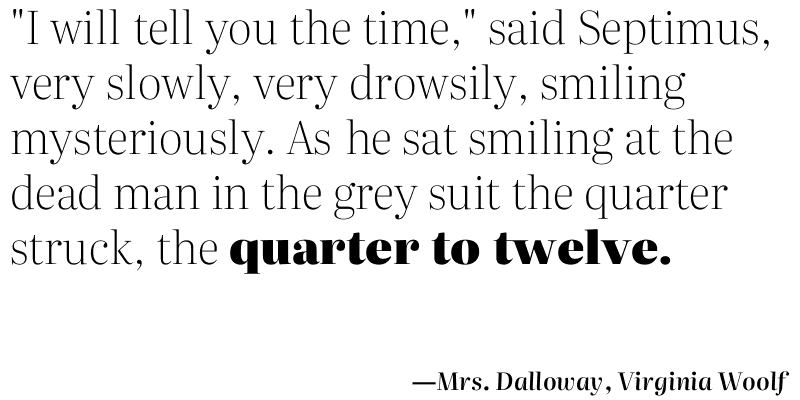 "I will tell you the time," said Septimus,
very slowly, very drowsily, smiling
mysteriously. As he sat smiling at the
dead man in the grey suit the quarter
struck, the quarter to twelve.
—Mrs. Dalloway, Virginia Woolf